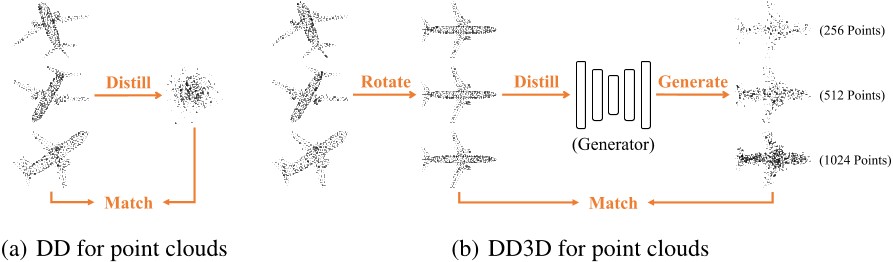 Distill
Match
(a) DD for point clouds
Rotate
Distill
Generate
(Generator)
(256 Points)
(512 Points)
(1024 Points)
Match
(b) DD3D for point clouds